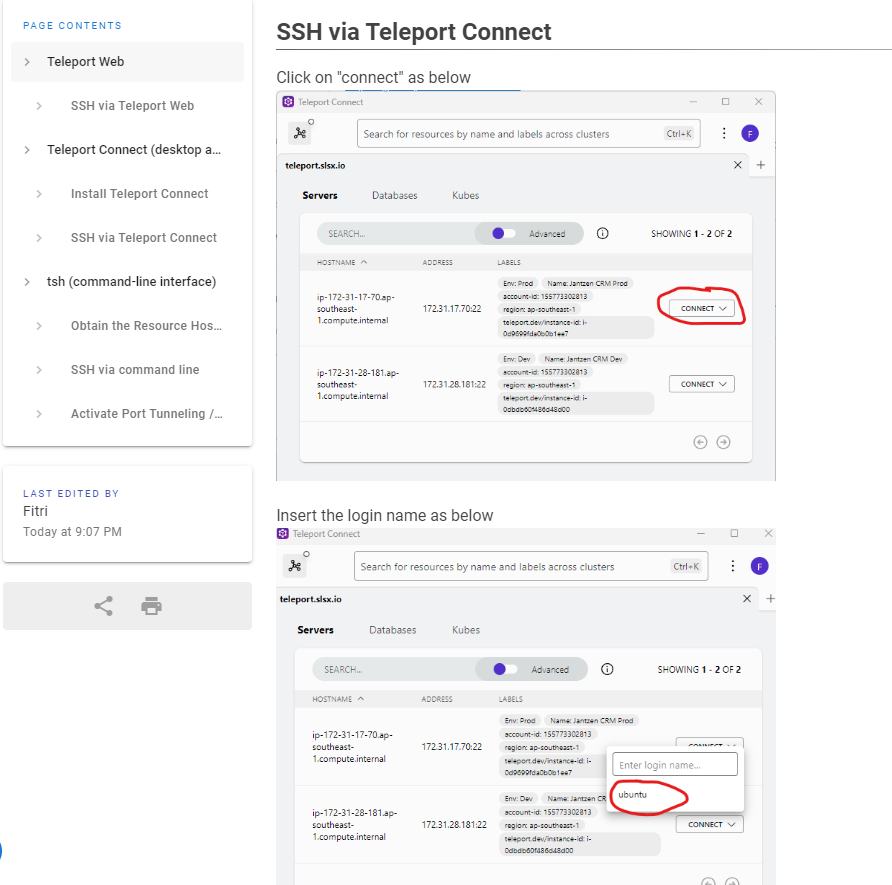 PAGE CONTENTS
Teleport Web
SSH via Teleport Web
Teleport Connect (desktop a...
Install Teleport Connect
SSH via Teleport Connect
tsh (command-line interface)
Obtain the Resource Hos...
SSH via command line
Activate Port Tunneling /...
LAST EDITED BY
Fitri
Today at 9:07 PM
SSH via Teleport Connect
Click on "connect" as below
Teleport Connect
Search for resources by name and labels across clusters Ctrl+K
F
teleport.slsx.io
Servers Databases Kubes
SEARCH... Advanced SHOWING 1 - 2 OF 2
HOSTNAME ADDRESS LABELS
ip-172-31-17-70.ap-
southeast-
1.compute.internal
172.31.17.70:22
Env: Prod Name: Jantzen CRM Prod
account-id: 155773302813
region: ap-southeast-1
teleport.dev/instance-id: i-
0d9699fda0b0b1ee7
CONNECT
ip-172-31-28-181.ap-
southeast-
1.compute.internal
172.31.28.181:22
Env: Dev Name: Jantzen CRM Dev
account-id: 155773302813
region: ap-southeast-1
teleport.dev/instance-id: i-
0dbdb60f486d48d00
CONNECT
Insert the login name as below
Teleport Connect
Search for resources by name and labels across clusters Ctrl+K
F
teleport.slsx.io
Servers Databases Kubes
SEARCH... Advanced SHOWING 1 - 2 OF 2
HOSTNAME ADDRESS LABELS
ip-172-31-17-70.ap-
southeast-
1.compute.internal
172.31.17.70:22
Env: Prod Name: Jantzen CRM Prod
account-id: 155773302813
region: ap-southeast-1
teleport.dev/instance-id: i-
0d9699fda0b0b1ee7
CONNECT
Enter login name...
ubuntu
ip-172-31-28-181.ap-
southeast-
1.compute.internal
172.31.28.181:22
Env: Dev Name: Jantzen CR
account-id: 155773302813
region: ap-southeast-1
teleport.dev/instance-id: i-
0dbdb60f486d48d00
CONNECT